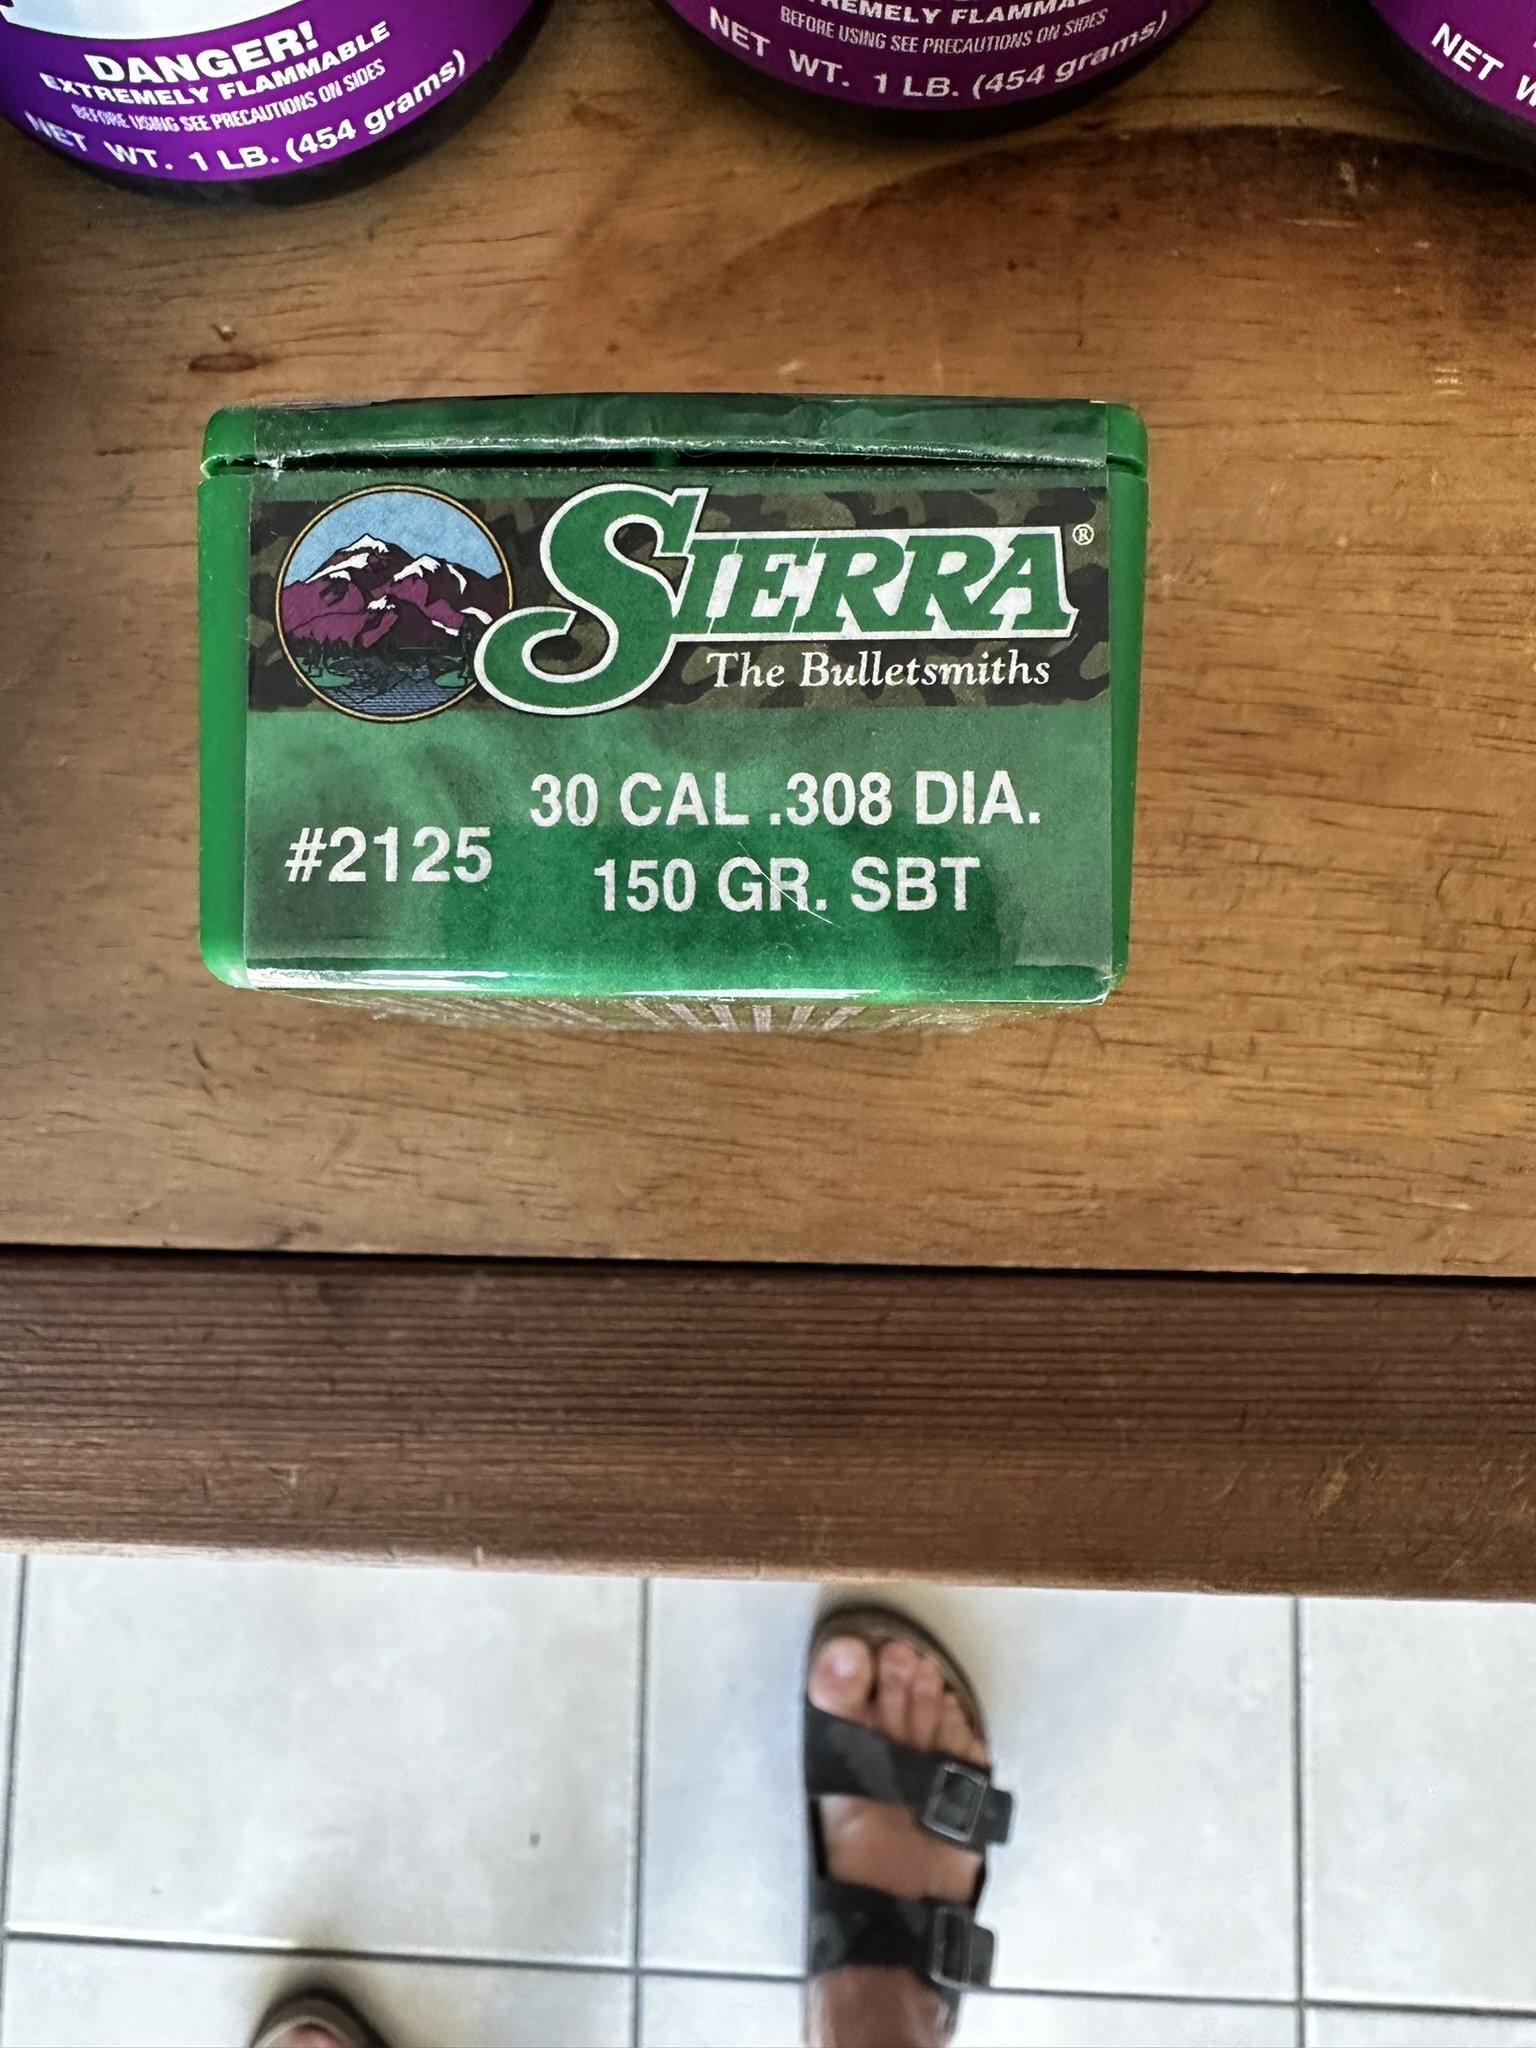 DANGER!
EXTREMELY FLAMMABLE
BEFORE USING SEE PRECAUTIONS ON SIDES
NET WT. 1 LB. (454 grams)
BEFORE USING SEE PRECAUTIONS ON SIDES
NET WT. 1 LB. (454 grams)
NET
SIERRA®
The Bulletsmiths
#2125
30 CAL .308 DIA.
150 GR. SBT